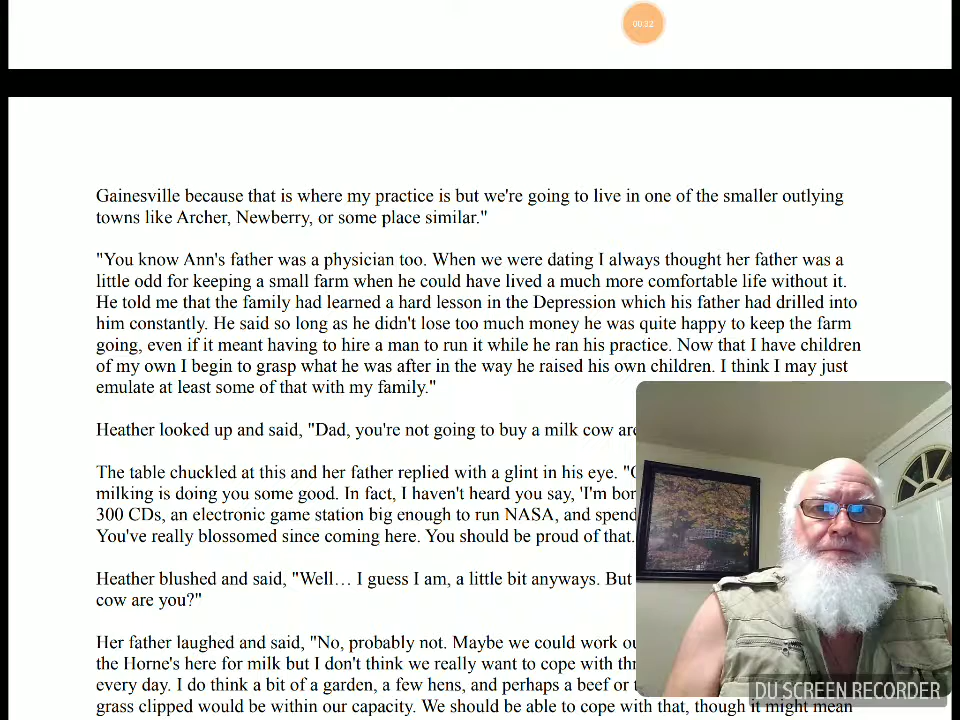 00:32
Gainesville because that is where my practice is but we're going to live in one of the smaller outlying
towns like Archer, Newberry, or some place similar."
"You know Ann's father was a physician too. When we were dating I always thought her father was a
little odd for keeping a small farm when he could have lived a much more comfortable life without it.
He told me that the family had learned a hard lesson in the Depression which his father had drilled into
him constantly. He said so long as he didn't lose too much money he was quite happy to keep the farm
going, even if it meant having to hire a man to run it while he ran his practice. Now that I have children
of my own I begin to grasp what he was after in the way he raised his own children. I think I may just
emulate at least some of that with my family."
Heather looked up and said, "Dad, you're not going to buy a milk cow are
The table chuckled at this and her father replied with a glint in his eye.
milking is doing you some good. In fact, I haven't heard you say, 'I'm
300 CDs, an electronic game station big enough to run NASA, and spend
You've really blossomed since coming here. You should be proud of that.
Heather blushed and said, "Well… I guess I am, a little bit anyways. But
cow are you?"
Her father laughed and said, "No, probably not. Maybe we could work
the Horne's here for milk but I don't think we really want to cope with
every day. I do think a bit of a garden, a few hens, and perhaps a beef or
grass clipped would be within our capacity. We should be able to cope with that, though it might mean
DU SCREEN RECORDER